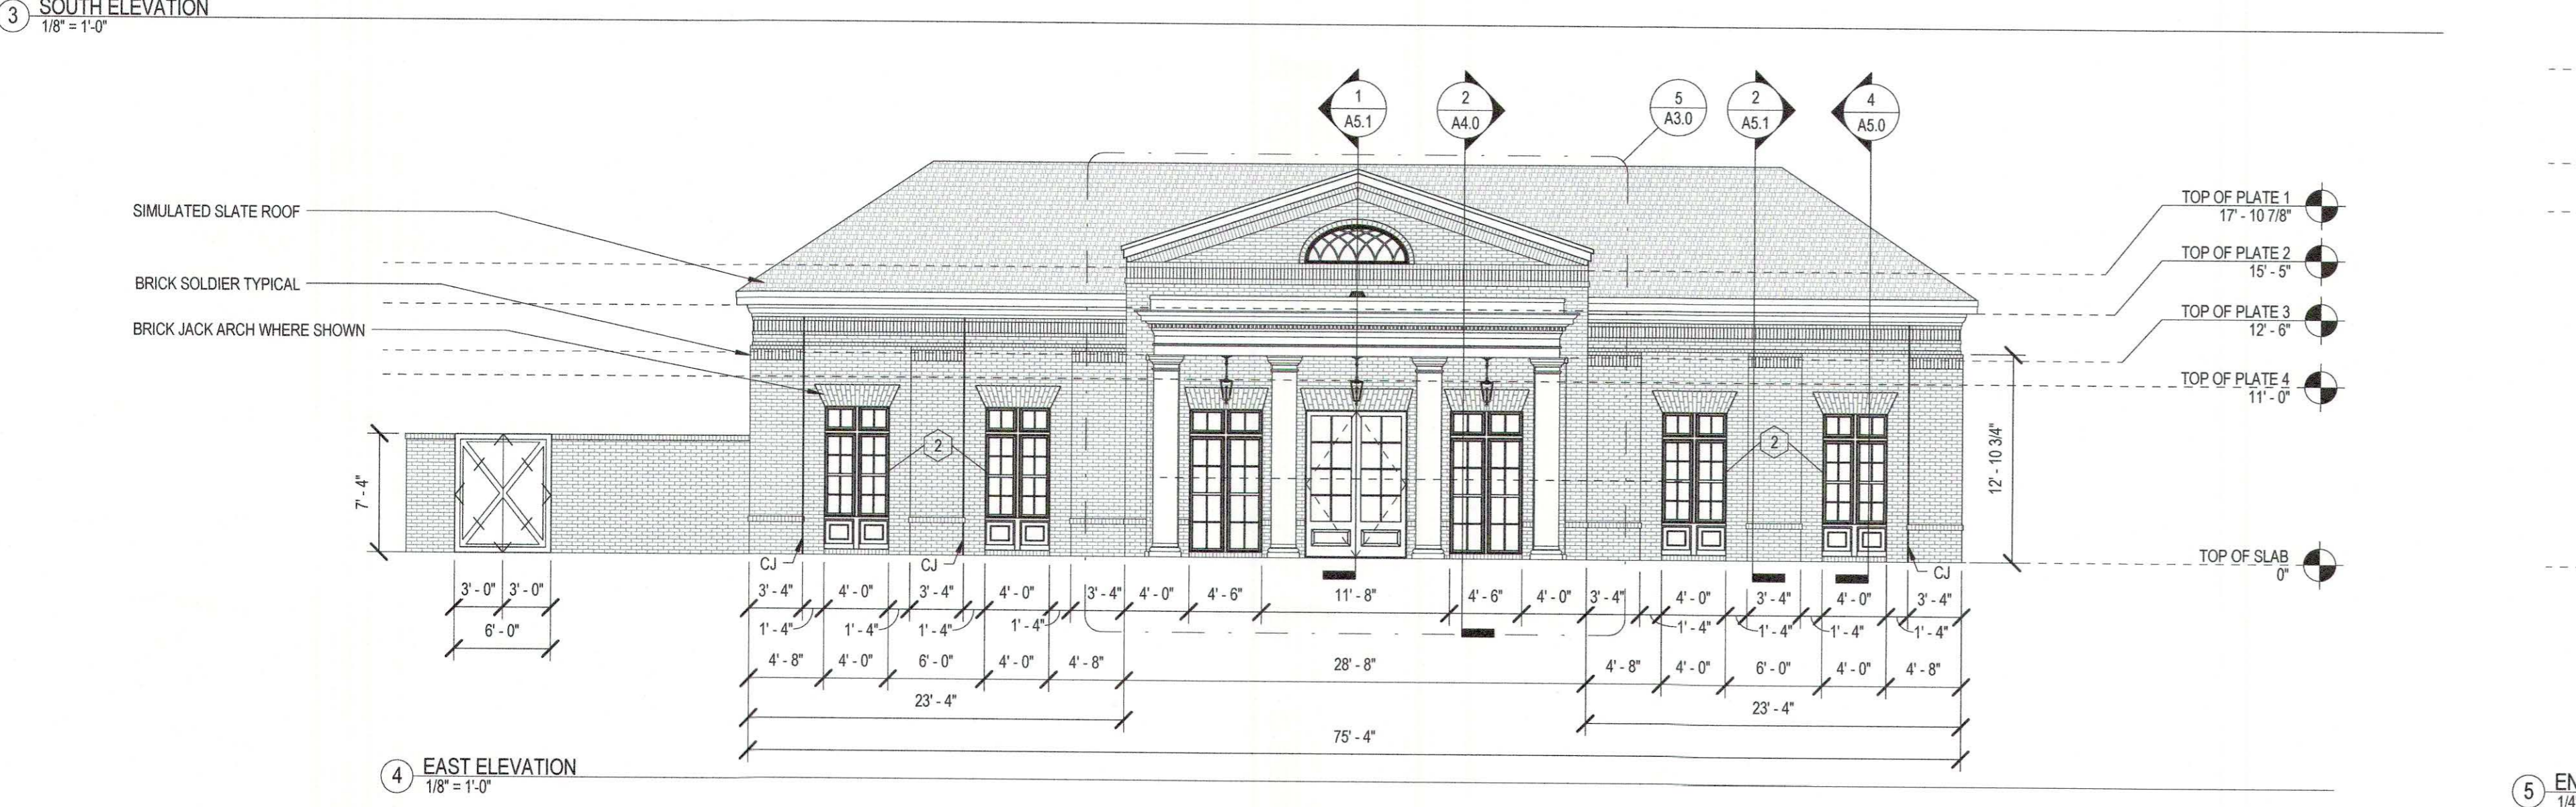 3 SOUTH ELEVATION
1/8" = 1'-0"
1
A5.1
2
A4.0
5
A3.0
2
A5.1
4
A5.0
SIMULATED SLATE ROOF
BRICK SOLDIER TYPICAL
BRICK JACK ARCH WHERE SHOWN
TOP OF PLATE 1
17' - 10 7/8"
TOP OF PLATE 2
15' - 5"
TOP OF PLATE 3
12' - 6"
TOP OF PLATE 4
11' - 0"
2
2
7' - 4"
12' - 10 3/4"
TOP OF SLAB
0"
CJ
CJ
CJ
3' - 0" 3' - 0"
6' - 0"
3' - 4" 4' - 0" 3' - 4" 4' - 0" 3' - 4" 4' - 0" 4' - 6" 11' - 8" 4' - 6" 4' - 0" 3' - 4" 4' - 0" 3' - 4" 4' - 0" 3' - 4"
1' - 4" 1' - 4" 1' - 4" 1' - 4" 1' - 4" 1' - 4" 1' - 4" 1' - 4"
4' - 8" 4' - 0" 6' - 0" 4' - 0" 4' - 8" 28' - 8" 4' - 8" 4' - 0" 6' - 0" 4' - 0" 4' - 8"
23' - 4" 23' - 4"
75' - 4"
4 EAST ELEVATION
1/8" = 1'-0"
5 EN
1/4